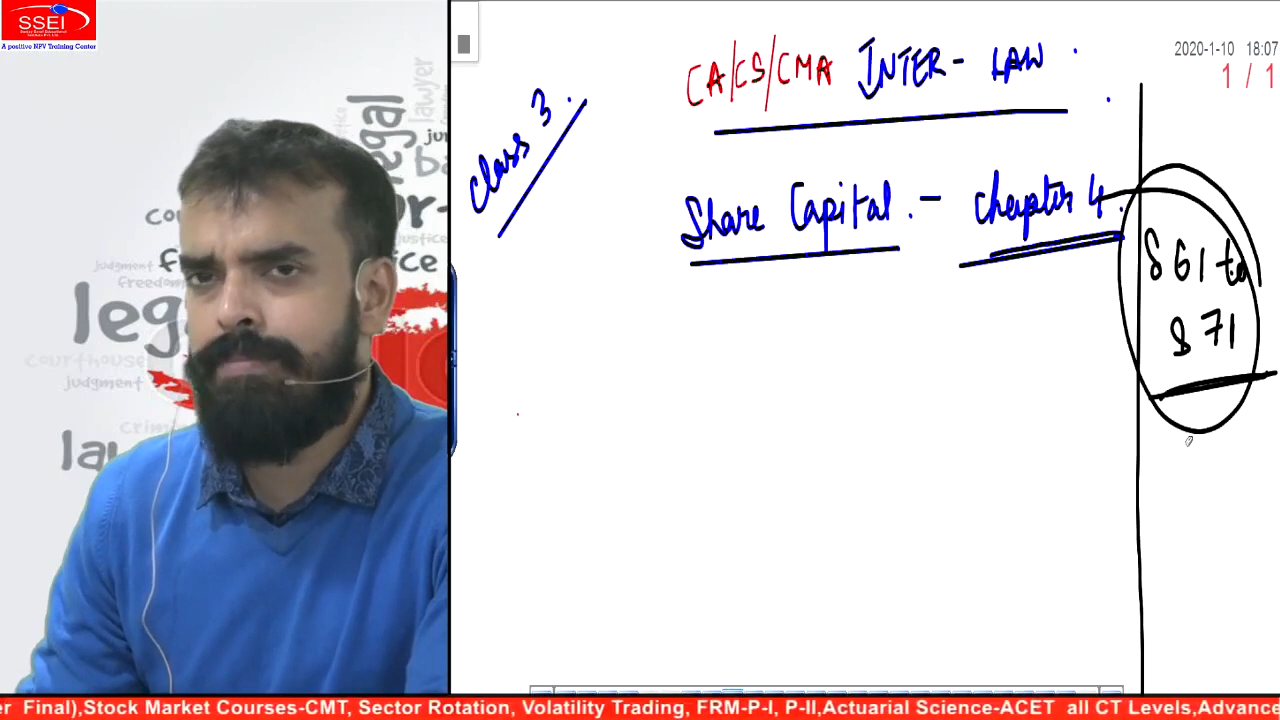 SSEI
A positive NPV Training Center
legal
lawyer
justice
judgment
freedom
courthouse
judgment
2020-1-10 18:07
1 / 1
CA/CS/CMA INTER - LAW.
Class 3.
Share Capital. - Chapter 4.
S 61 to
S 71
er Final),Stock Market Courses-CMT, Sector Rotation, Volatility Trading, FRM-P-I, P-II,Actuarial Science-ACET all CT Levels,Advance